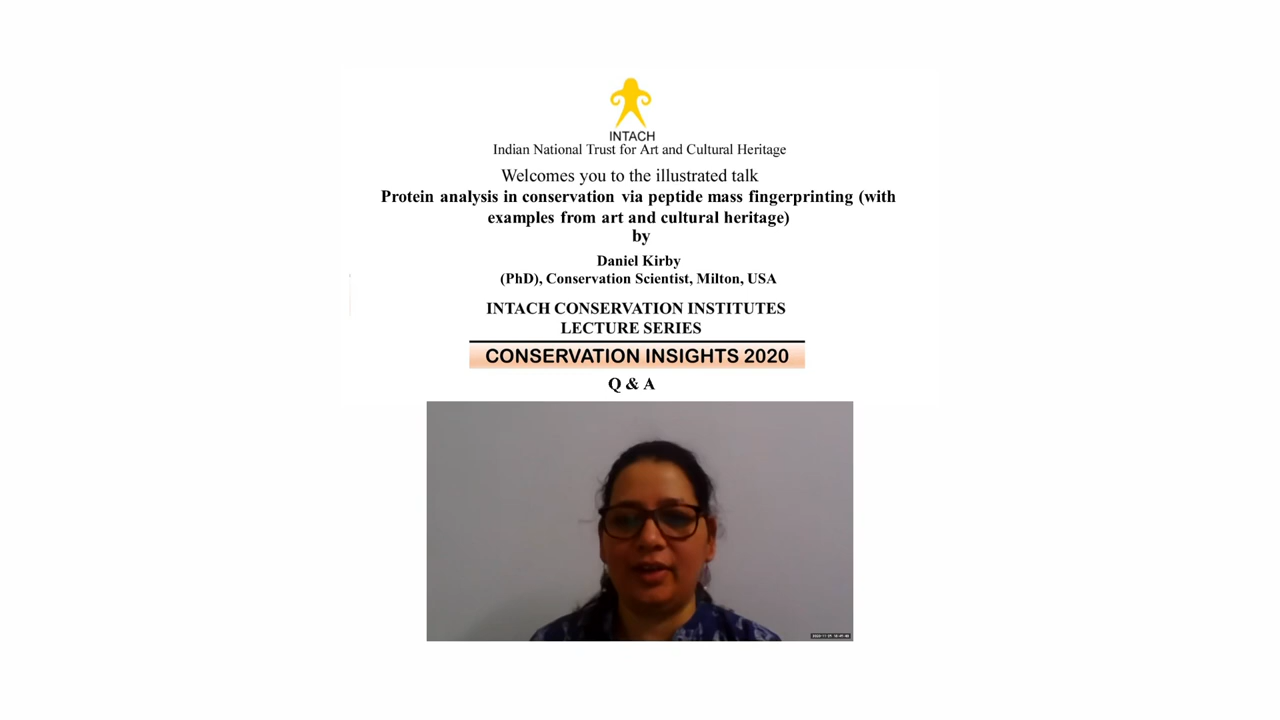 INTACH
Indian National Trust for Art and Cultural Heritage
Welcomes you to the illustrated talk
Protein analysis in conservation via peptide mass fingerprinting (with
examples from art and cultural heritage)
by
Daniel Kirby
(PhD), Conservation Scientist, Milton, USA
INTACH CONSERVATION INSTITUTES
LECTURE SERIES
CONSERVATION INSIGHTS 2020
Q & A